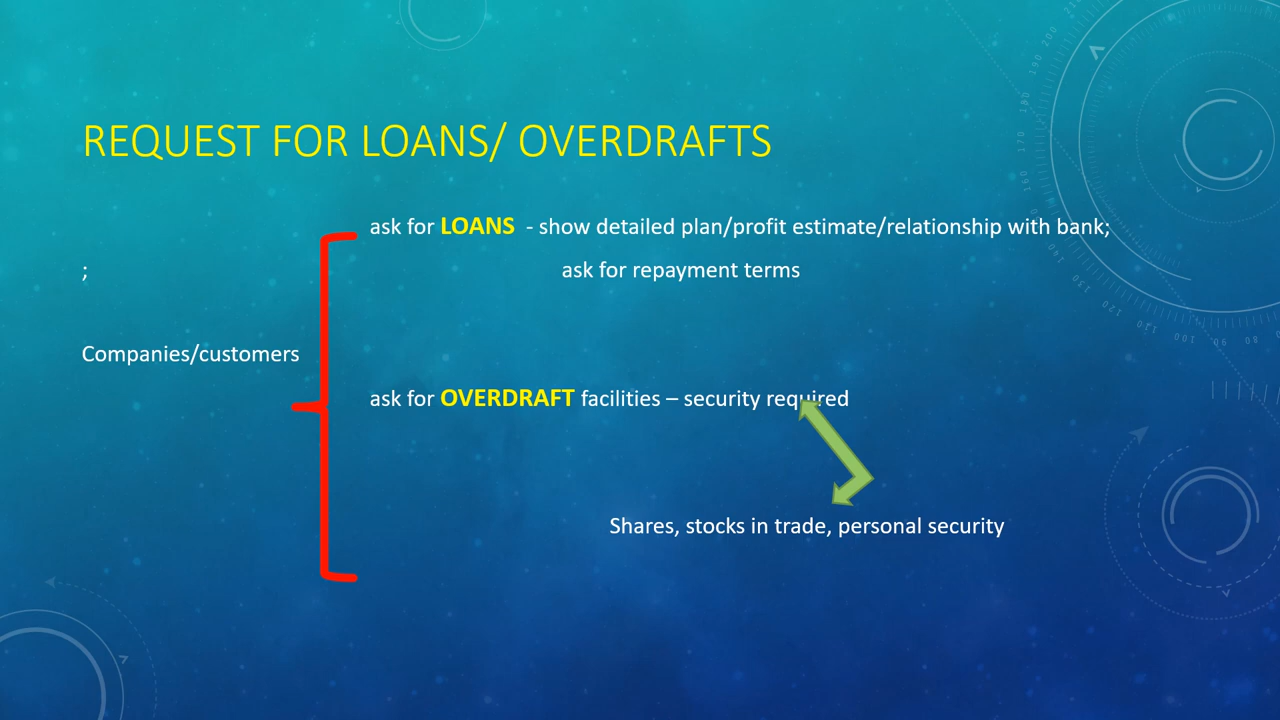 REQUEST FOR LOANS/ OVERDRAFTS
ask for LOANS - show detailed plan/profit estimate/relationship with bank;
; ask for repayment terms
Companies/customers
ask for OVERDRAFT facilities – security required
Shares, stocks in trade, personal security